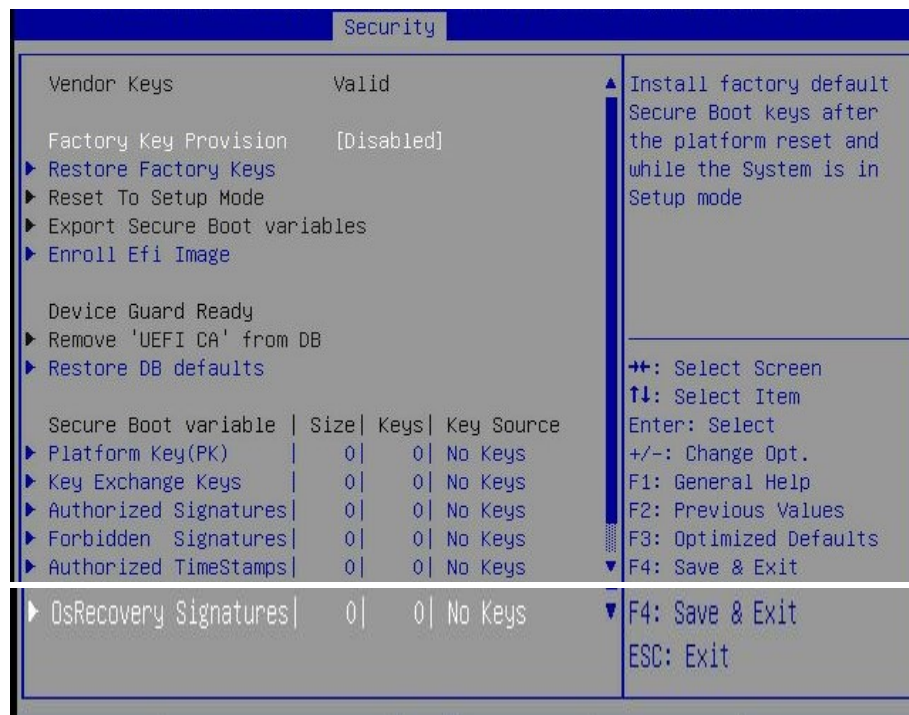 Security
Vendor Keys Valid
Factory Key Provision [Disabled]
Restore Factory Keys
Reset To Setup Mode
Export Secure Boot variables
Enroll Efi Image
Device Guard Ready
Remove 'UEFI CA' from DB
Restore DB defaults
Secure Boot variable | Size| Keys| Key Source
Platform Key(PK) | 0| 0| No Keys
Key Exchange Keys | 0| 0| No Keys
Authorized Signatures| 0| 0| No Keys
Forbidden Signatures| 0| 0| No Keys
Authorized TimeStamps| 0| 0| No Keys
OsRecovery Signatures| 0| 0| No Keys
Install factory default
Secure Boot keys after
the platform reset and
while the System is in
Setup mode
→←: Select Screen
↑↓: Select Item
Enter: Select
+/-: Change Opt.
F1: General Help
F2: Previous Values
F3: Optimized Defaults
F4: Save & Exit
F4: Save & Exit
ESC: Exit